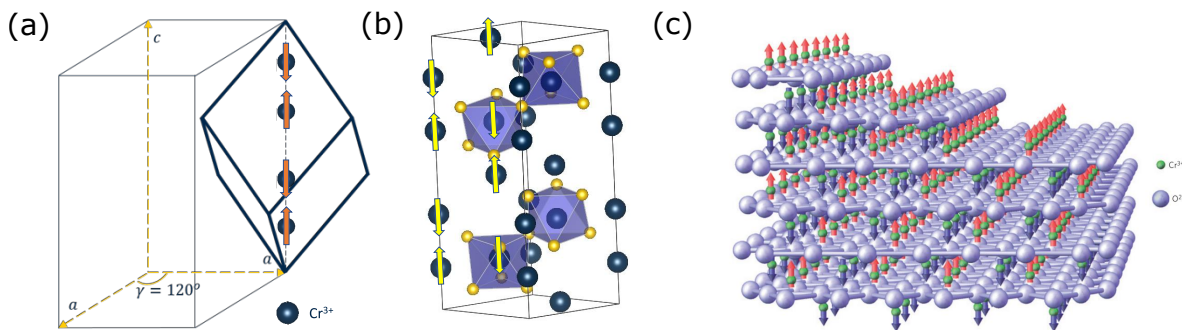 (a)
c
a
a
γ = 120°
Cr³⁺
(b)
(c)
Cr³⁺
O²